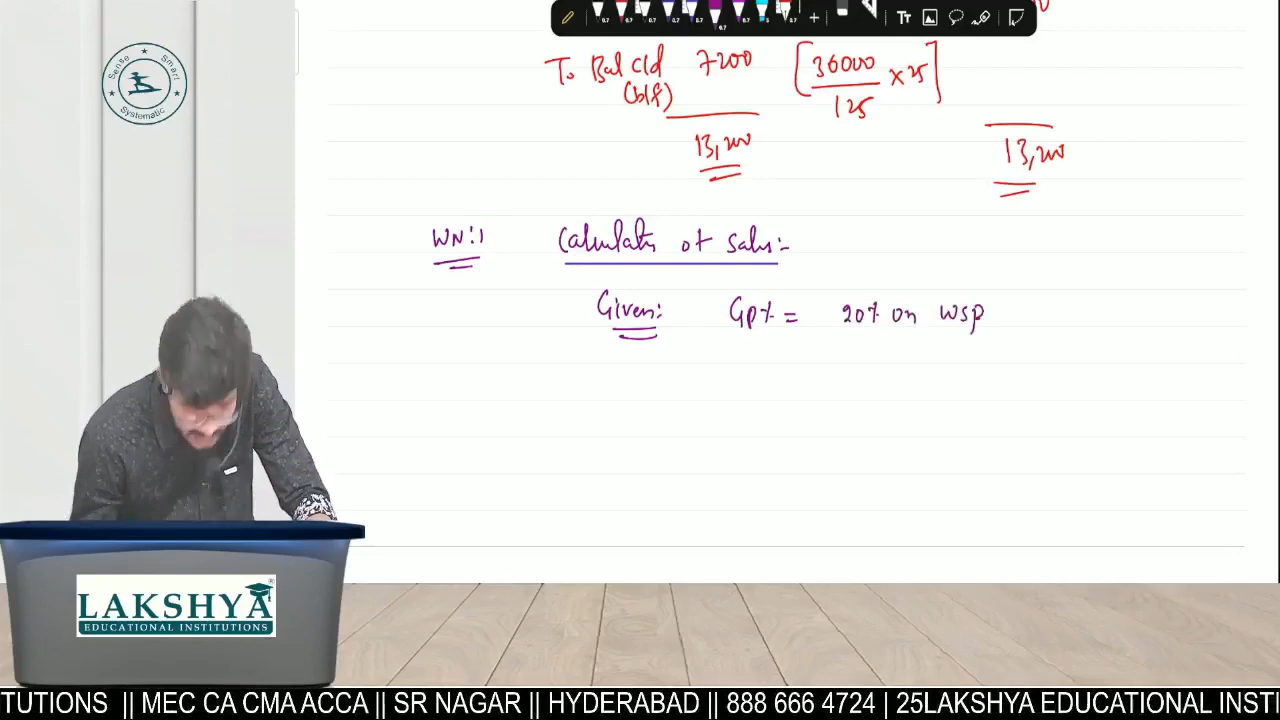 To Bal c/d 7200 [36000/125 × 25]
(b/f)
13,200 13,200
WN:1 Calculation of Sales:-
Given: GP% = 20% on WSP
Sense Smart
Systematic
LAKSHYA
EDUCATIONAL INSTITUTIONS
TUTIONS || MEC CA CMA ACCA || SR NAGAR || HYDERABAD || 888 666 4724 | 25LAKSHYA EDUCATIONAL INSTI